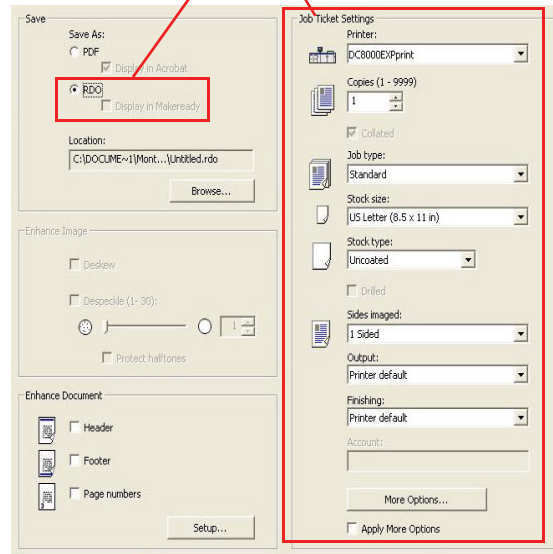 Save
Save As:
PDF
Display in Acrobat
RDO
Display in Makeready
Location:
C:\DOCUME~1\Mont...\Untitled.rdo
Browse...
Enhance Image
Deskew
Despeckle (1- 30):
1
Protect halftones
Enhance Document
Header
Footer
Page numbers
Setup...
Job Ticket Settings
Printer:
DC8000EXPprint
Copies (1 - 9999)
1
Collated
Job type:
Standard
Stock size:
US Letter (8.5 x 11 in)
Stock type:
Uncoated
Drilled
Sides imaged:
1 Sided
Output:
Printer default
Finishing:
Printer default
Account:
More Options...
Apply More Options